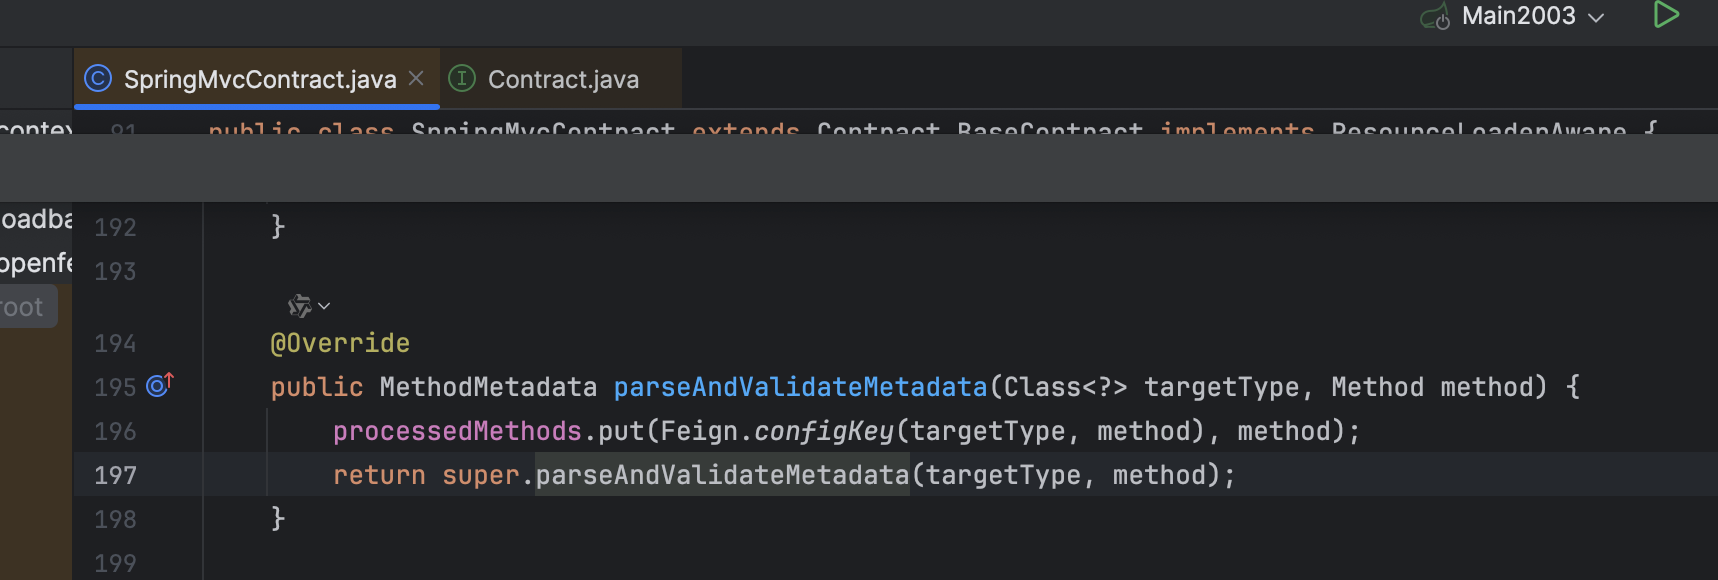 Main2003
SpringMvcContract.java
Contract.java
contex
91 public class SpringMvcContract extends Contract.BaseContract implements ResourceLoaderAware {
oadba
192 }
openfe
193
root
194 @Override
195 public MethodMetadata parseAndValidateMetadata(Class<?> targetType, Method method) {
196 processedMethods.put(Feign.configKey(targetType, method), method);
197 return super.parseAndValidateMetadata(targetType, method);
198 }
199